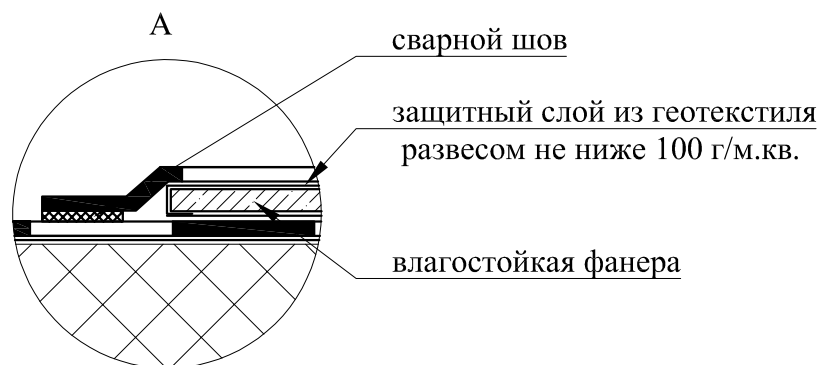 А
сварной шов
защитный слой из геотекстиля
развесом не ниже 100 г/м.кв.
влагостойкая фанера